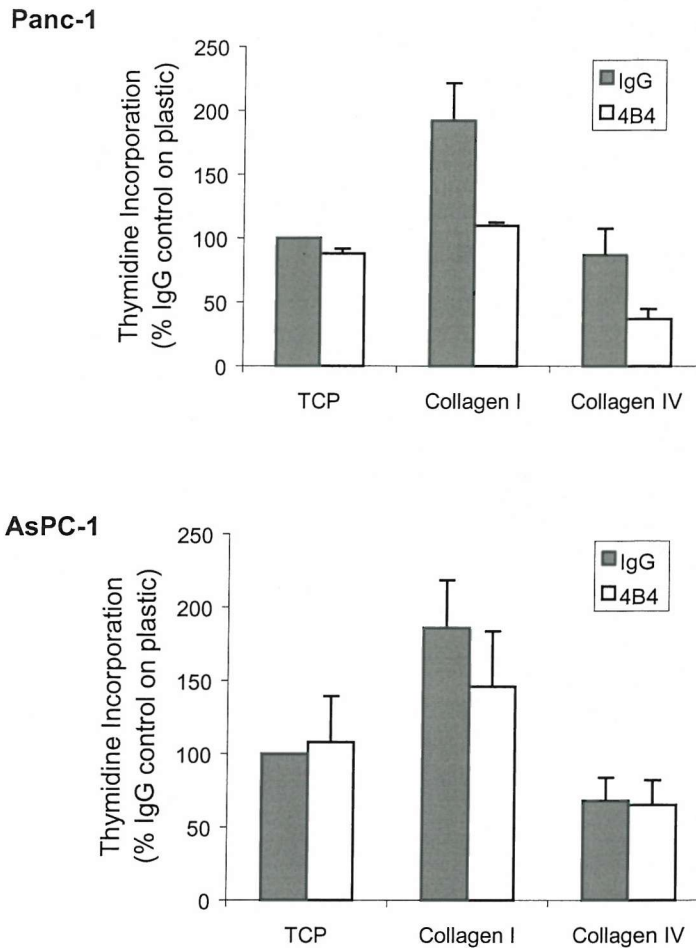 Panc-1
Thymidine Incorporation
(% IgG control on plastic)
250
200
150
100
50
0
IgG
4B4
TCP
Collagen I
Collagen IV
AsPC-1
Thymidine Incorporation
(% IgG control on plastic)
250
200
150
100
50
0
IgG
4B4
TCP
Collagen I
Collagen IV